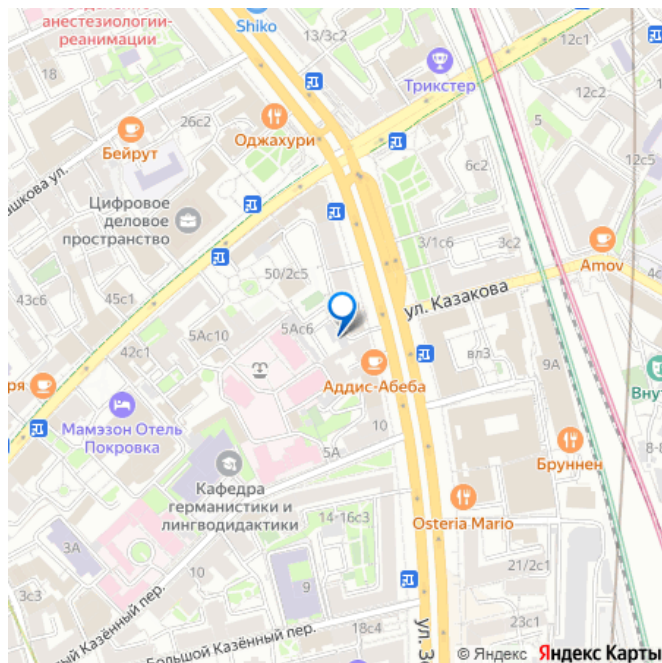 анестезиологии-
реанимации
Shiko
13/3с2
12с1
18
Трикстер
12с2
26с2
Оджахури
5
Бейрут
12с5
ашкова ул.
6с2
Цифровое
деловое
пространство
3/1с6
3с2
Amov
50/2с5
43с6
45с1
ул. Казакова
5Ас10
5Ас6
42с1
вл3
9А
Аддис-Абеба
Мамэзон Отель
Покровка
10
5А
Бруннен
Кафедра
германистики и
лингводидактики
Osteria Mario
14-16с3
3А
10
21/2с1
9
3с3
18с4
23с1
ый Казённый пер.
Большой Казённый пер.
© Яндекс Яндекс Карты